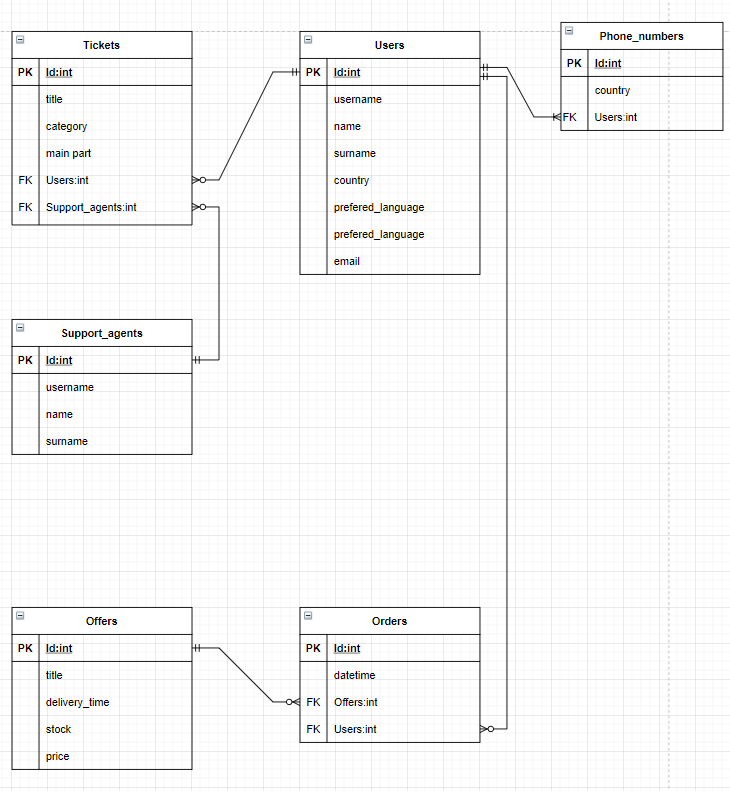 Tickets
PK Id:int
title
category
main part
FK Users:int
FK Support_agents:int
Users
PK Id:int
username
name
surname
country
prefered_language
prefered_language
email
Phone_numbers
PK Id:int
country
FK Users:int
Support_agents
PK Id:int
username
name
surname
Offers
PK Id:int
title
delivery_time
stock
price
Orders
PK Id:int
datetime
FK Offers:int
FK Users:int